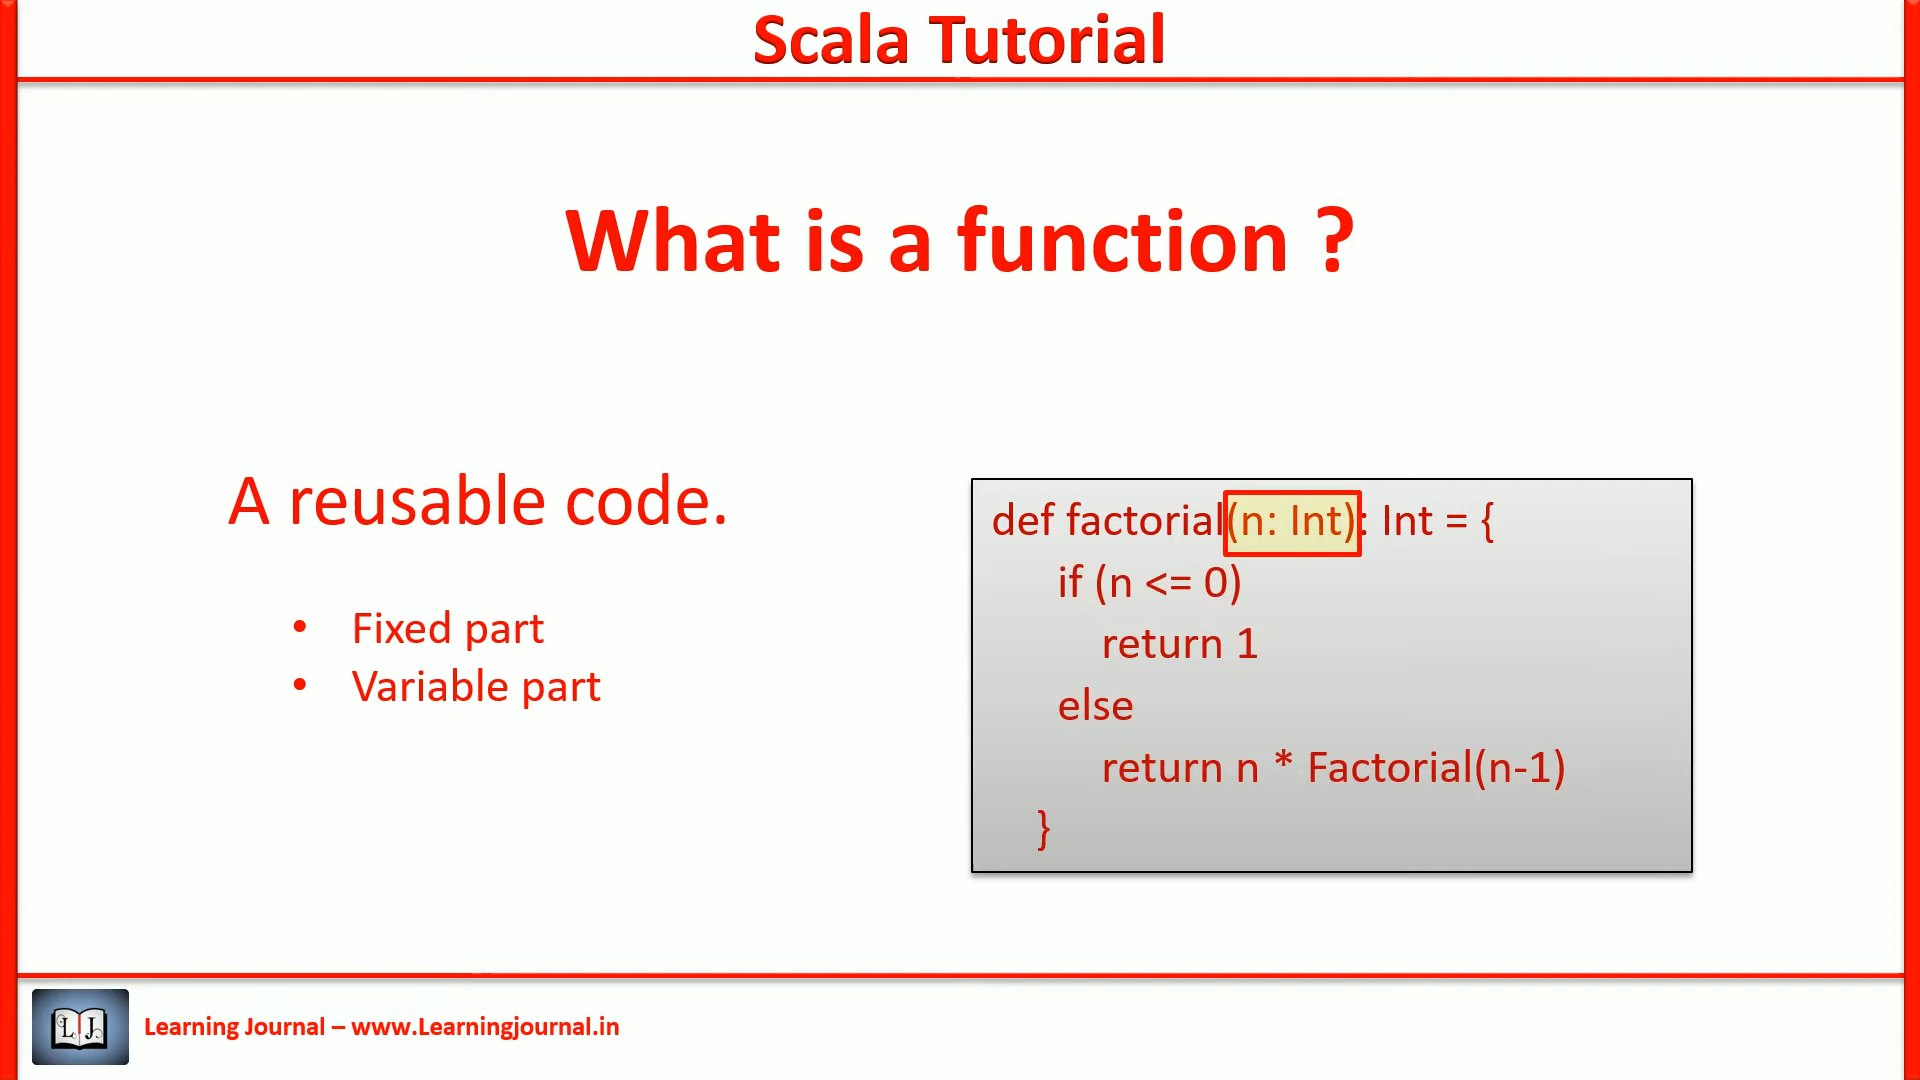 Scala Tutorial
What is a function ?
A reusable code.
• Fixed part
• Variable part
def factorial(n: Int): Int = {
if (n <= 0)
return 1
else
return n * Factorial(n-1)
}
LJ
Learning Journal – www.Learningjournal.in